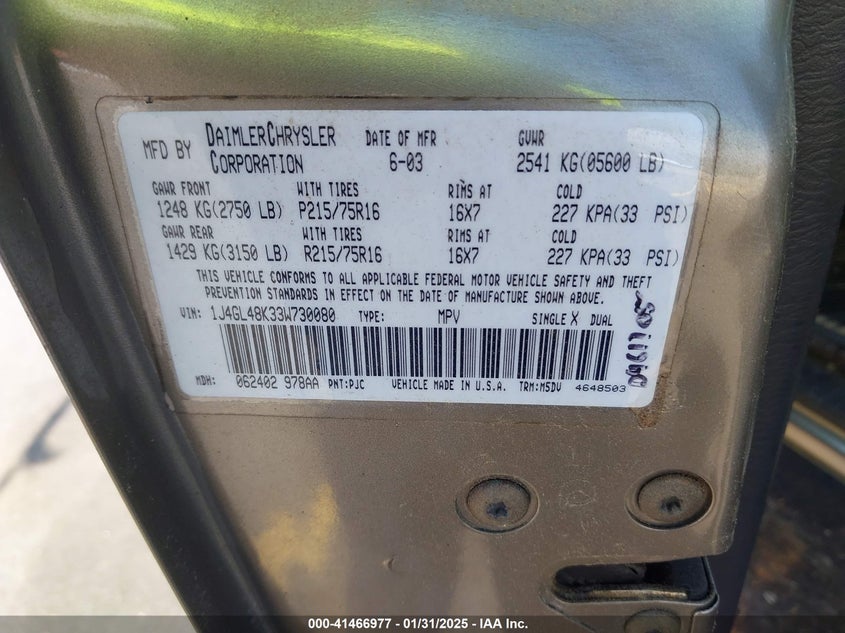 MFD BY DAIMLERCHRYSLER CORPORATION DATE OF MFR 6-03 GVWR 2541 KG(05600 LB)
GAWR FRONT WITH TIRES RIMS AT COLD
1248 KG(2750 LB) P215/75R16 16X7 227 KPA(33 PSI)
GAWR REAR WITH TIRES RIMS AT COLD
1429 KG(3150 LB) R215/75R16 16X7 227 KPA(33 PSI)
THIS VEHICLE CONFORMS TO ALL APPLICABLE FEDERAL MOTOR VEHICLE SAFETY AND THEFT
PREVENTION STANDARDS IN EFFECT ON THE DATE OF MANUFACTURE SHOWN ABOVE.
VIN: 1J4GL48K33W730080 TYPE: MPV SINGLE X DUAL
MDH: 062402 978AA PNT:PJC VEHICLE MADE IN U.S.A. TRM:M5DV 4648503
000-41466977 - 01/31/2025 - IAA Inc.